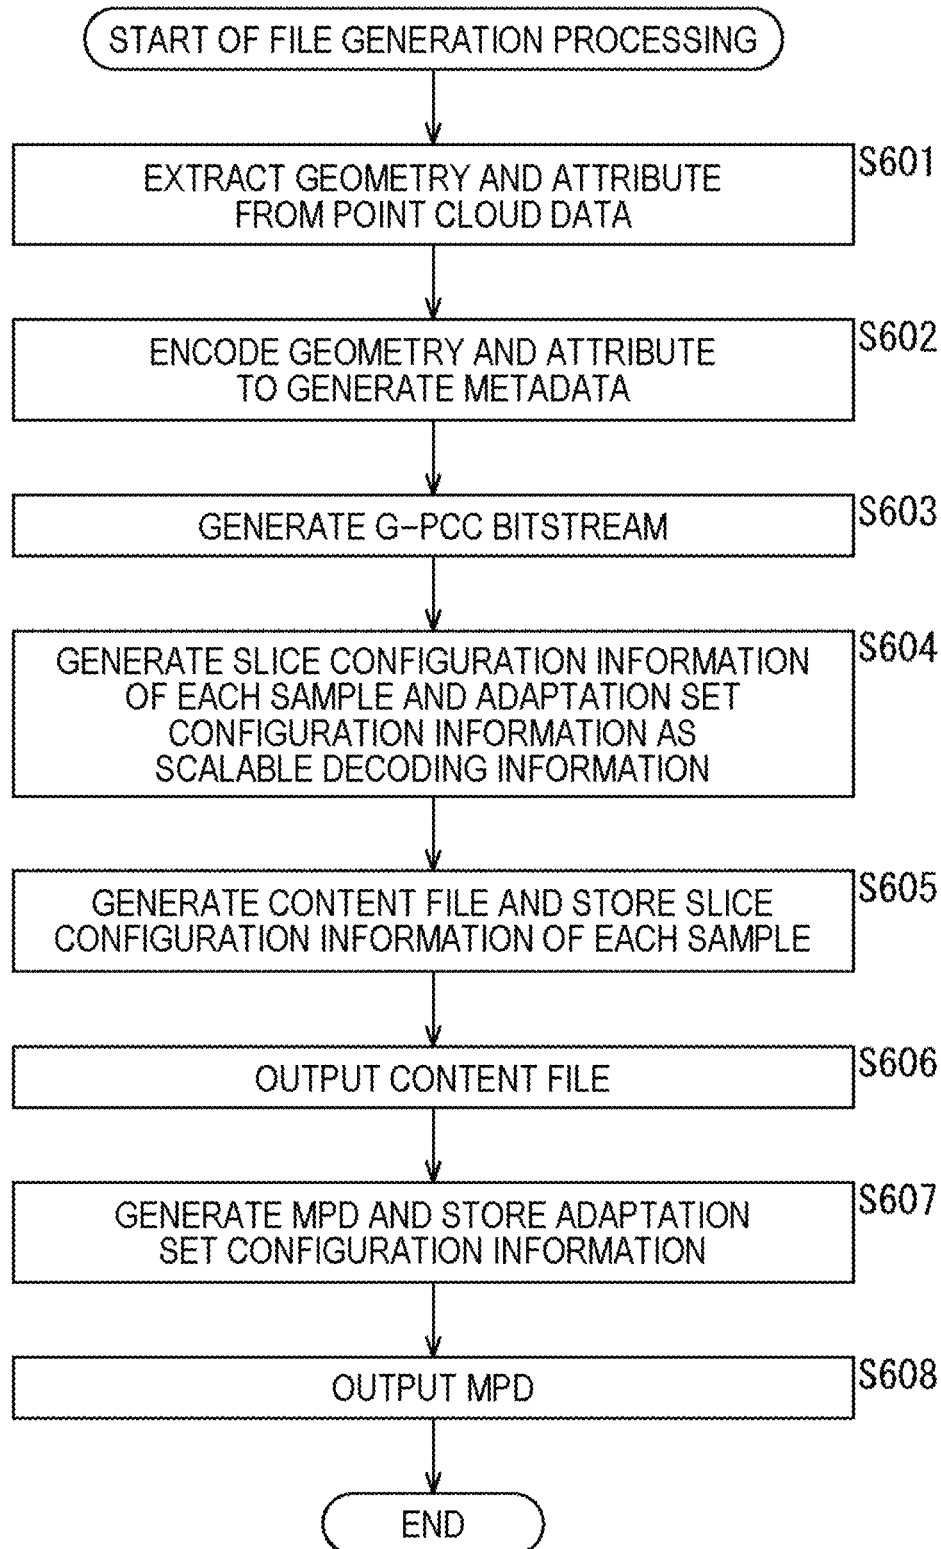 START OF FILE GENERATION PROCESSING
S601
EXTRACT GEOMETRY AND ATTRIBUTE
FROM POINT CLOUD DATA
S602
ENCODE GEOMETRY AND ATTRIBUTE
TO GENERATE METADATA
S603
GENERATE G-PCC BITSTREAM
S604
GENERATE SLICE CONFIGURATION INFORMATION
OF EACH SAMPLE AND ADAPTATION SET
CONFIGURATION INFORMATION AS
SCALABLE DECODING INFORMATION
S605
GENERATE CONTENT FILE AND STORE SLICE
CONFIGURATION INFORMATION OF EACH SAMPLE
S606
OUTPUT CONTENT FILE
S607
GENERATE MPD AND STORE ADAPTATION
SET CONFIGURATION INFORMATION
S608
OUTPUT MPD
END